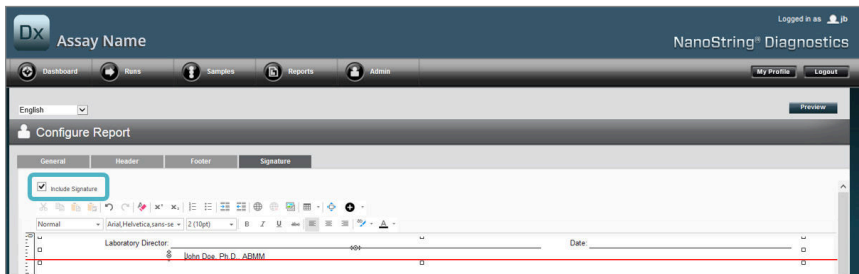 Logged in as jb
Dx Assay Name
NanoString® Diagnostics
Dashboard Runs Samples Reports Admin My Profile Logout
English Preview
Configure Report
General Header Footer Signature
Include Signature
Normal Arial,Helvetica,sans-se 2 (10pt) B I U abc A
Laboratory Director: Date:
John Doe, Ph.D., ABMM